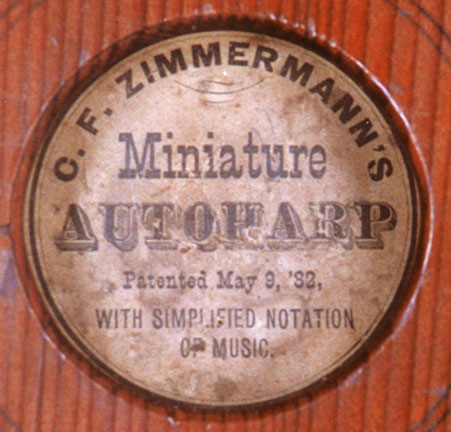 C. F. ZIMMERMANN'S
Miniature
AUTOHARP
Patented May 9, '82,
WITH SIMPLIFIED NOTATION
OF MUSIC.